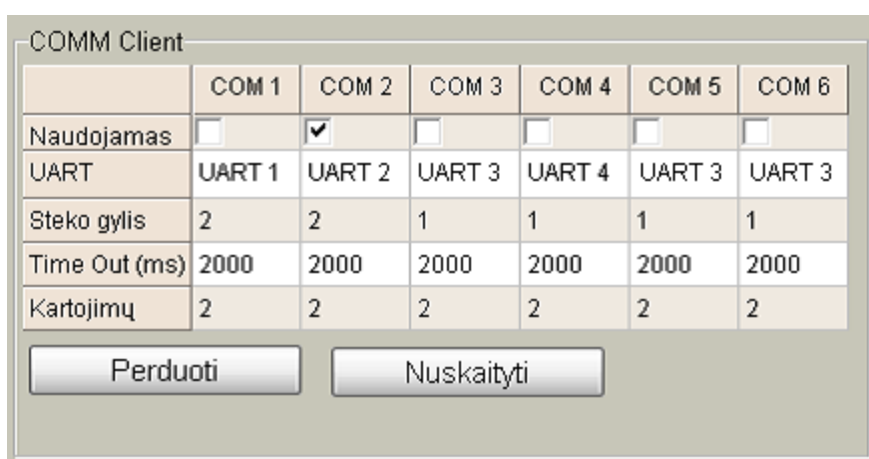 COMM Client
COM 1 COM 2 COM 3 COM 4 COM 5 COM 6
Naudojamas
UART UART 1 UART 2 UART 3 UART 4 UART 3 UART 3
Steko gylis 2 2 1 1 1 1
Time Out (ms) 2000 2000 2000 2000 2000 2000
Kartojimų 2 2 2 2 2 2
Perduoti Nuskaityti